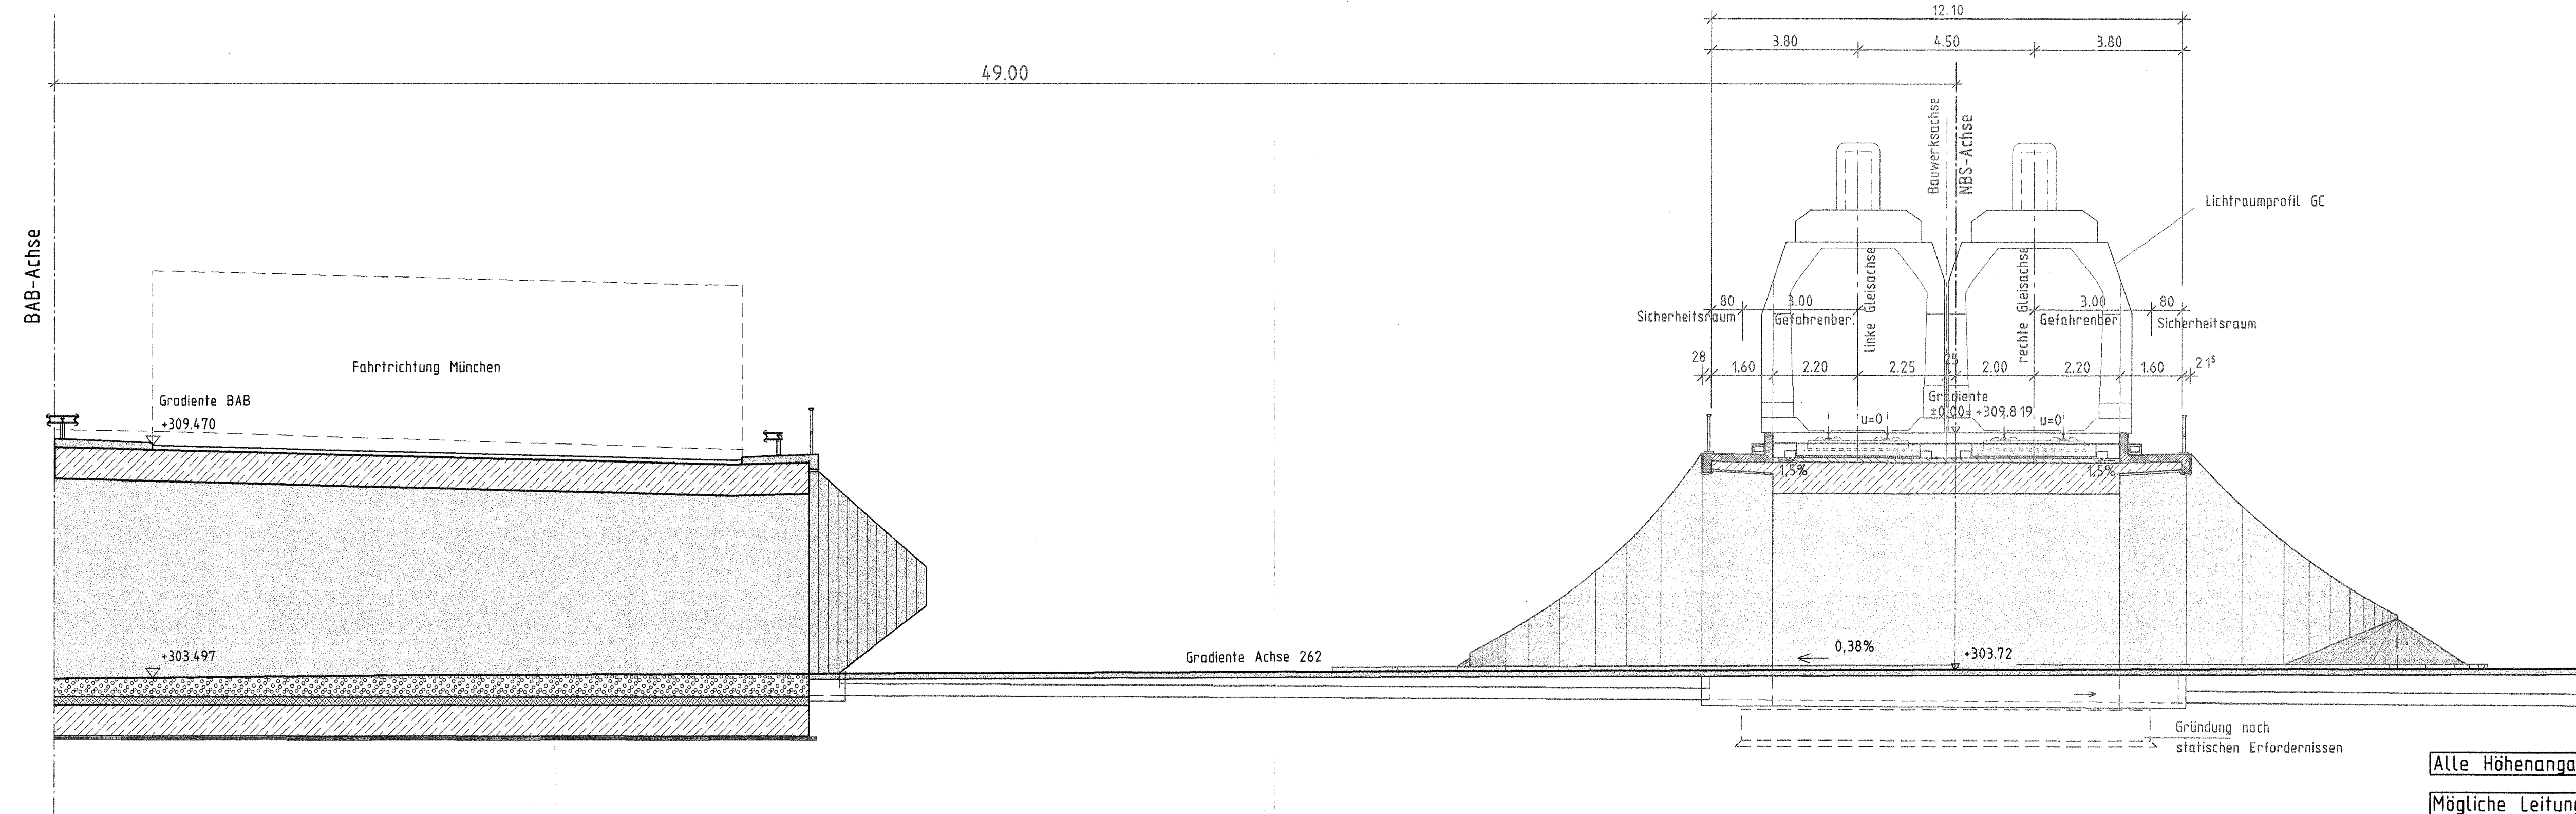 12.10
3.80
4.50
3.80
49.00
Bauwerksachse
NBS-Achse
Lichtraumprofil GC
BAB-Achse
linke Gleisachse
rechte Gleisachse
80
3.00
3.00
80
Sicherheitsraum
Gefahrenber.
Gefahrenber.
Sicherheitsraum
28
1.60
2.20
2.25
25
2.00
2.20
1.60
21⁵
Fahrtrichtung München
Gradiente BAB
+309.470
Gradiente
±0.00= +309.819
u=0
u=0
1,5%
1,5%
+303.497
Gradiente Achse 262
0,38%
+303.72
Gründung nach
statischen Erfordernissen
Alle Höhenanga
Mögliche Leitun